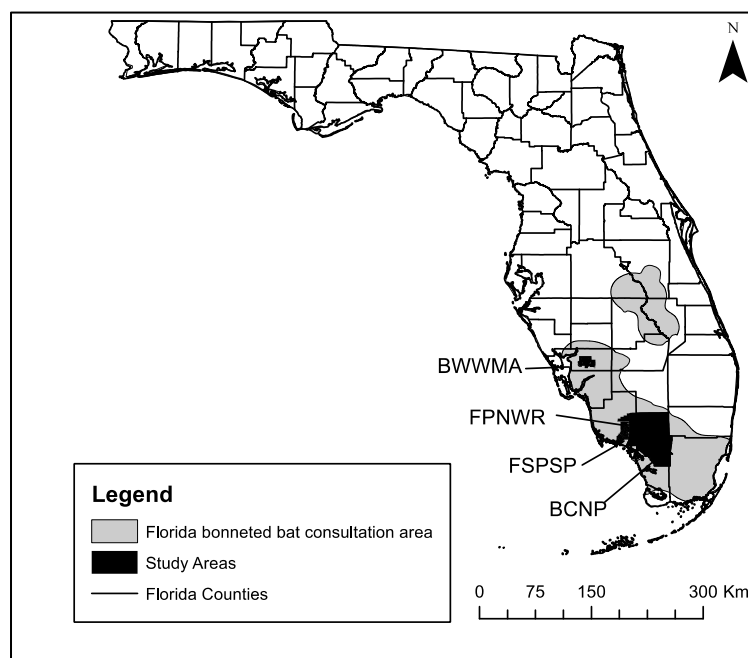 N
BWWMA
FPNWR
FSPSP
BCNP
Legend
Florida bonneted bat consultation area
Study Areas
Florida Counties
0 75 150 300 Km